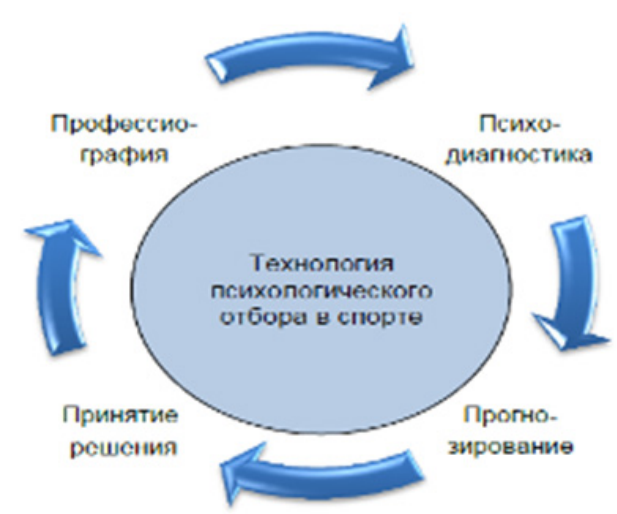 Профессио-
графия
Психо-
диагностика
Технология
психологического
отбора в спорте
Принятие
решения
Прогно-
зирование